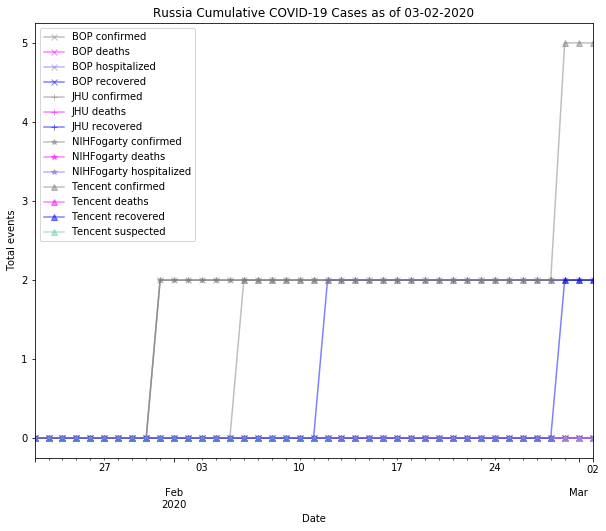 Russia Cumulative COVID-19 Cases as of 03-02-2020
5
4
3
2
1
0
Total events
BOP confirmed
BOP deaths
BOP hospitalized
BOP recovered
JHU confirmed
JHU deaths
JHU recovered
NIHFogarty confirmed
NIHFogarty deaths
NIHFogarty hospitalized
Tencent confirmed
Tencent deaths
Tencent recovered
Tencent suspected
27 03 10 17 24 02
Feb Mar
2020
Date